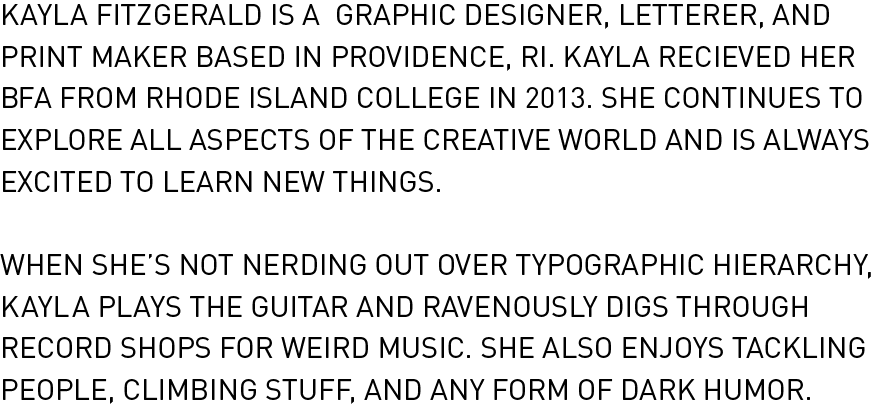 KAYLA FITZGERALD IS A  GRAPHIC DESIGNER, LETTERER, AND
PRINT MAKER BASED IN PROVIDENCE, RI. KAYLA RECIEVED HER
BFA FROM RHODE ISLAND COLLEGE IN 2013. SHE CONTINUES TO
EXPLORE ALL ASPECTS OF THE CREATIVE WORLD AND IS ALWAYS
EXCITED TO LEARN NEW THINGS.

WHEN SHE’S NOT NERDING OUT OVER TYPOGRAPHIC HIERARCHY,
KAYLA PLAYS THE GUITAR AND RAVENOUSLY DIGS THROUGH
RECORD SHOPS FOR WEIRD MUSIC. SHE ALSO ENJOYS TACKLING
PEOPLE, CLIMBING STUFF, AND ANY FORM OF DARK HUMOR.